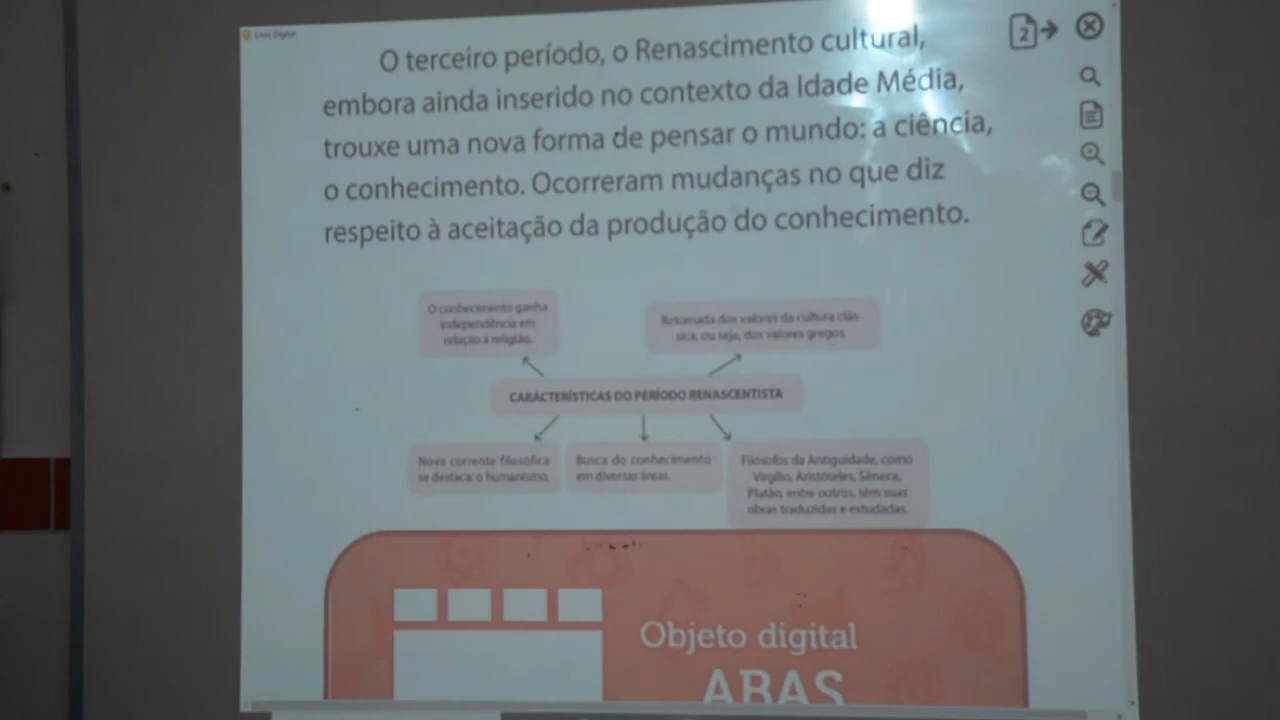 Livro Digital
O terceiro período, o Renascimento cultural,
embora ainda inserido no contexto da Idade Média,
trouxe uma nova forma de pensar o mundo: a ciência,
o conhecimento. Ocorreram mudanças no que diz
respeito à aceitação da produção do conhecimento.
2
O conhecimento ganha
independência em
relação à religião.
Retomada dos valores da cultura clás-
sica, ou seja, dos valores gregos.
CARACTERÍSTICAS DO PERÍODO RENASCENTISTA
Nova corrente filosófica
se destaca: o humanismo.
Busca do conhecimento
em diversas áreas.
Filósofos da Antiguidade, como
Virgílio, Aristóteles, Sêneca,
Platão, entre outros, têm suas
obras traduzidas e estudadas.
Objeto digital
ABAS